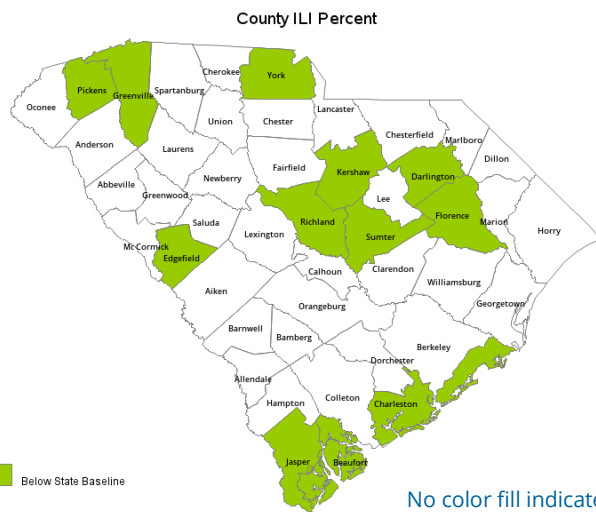 County ILI Percent
Cherokee
York
Pickens
Greenville
Spartanburg
Oconee
Union
Chester
Lancaster
Chesterfield
Marlboro
Anderson
Laurens
Dillon
Fairfield
Kershaw
Darlington
Abbeville
Newberry
Greenwood
Lee
Saluda
Richland
Florence
Marion
Horry
Lexington
Sumter
Mc Cormick
Edgefield
Calhoun
Clarendon
Aiken
Williamsburg
Orangeburg
Georgetown
Barnwell
Bamberg
Berkeley
Dorchester
Allendale
Colleton
Hampton
Charleston
Jasper
Beaufort
Below State Baseline
No color fill indicate